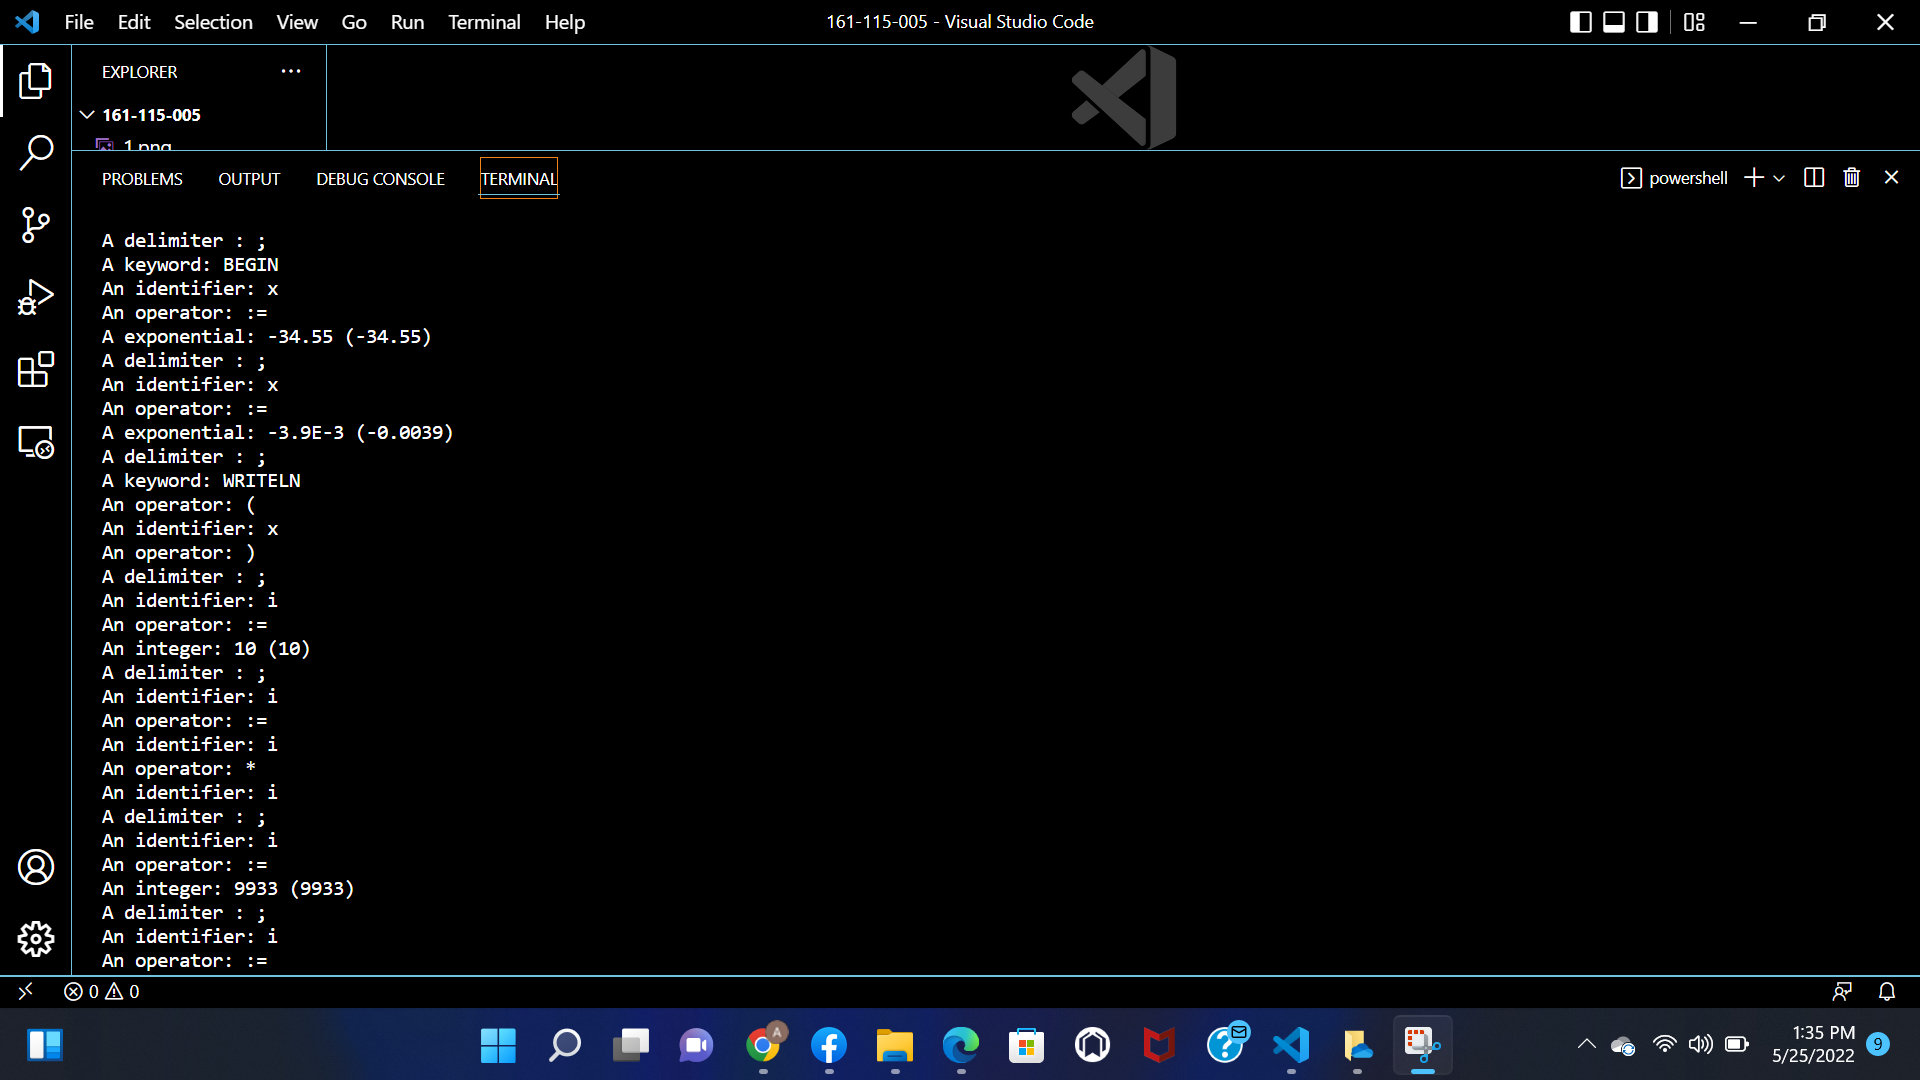 File Edit Selection View Go Run Terminal Help
161-115-005 - Visual Studio Code
EXPLORER
161-115-005
1.png
PROBLEMS OUTPUT DEBUG CONSOLE TERMINAL
powershell
A delimiter : ;
A keyword: BEGIN
An identifier: x
An operator: :=
A exponential: -34.55 (-34.55)
A delimiter : ;
An identifier: x
An operator: :=
A exponential: -3.9E-3 (-0.0039)
A delimiter : ;
A keyword: WRITELN
An operator: (
An identifier: x
An operator: )
A delimiter : ;
An identifier: i
An operator: :=
An integer: 10 (10)
A delimiter : ;
An identifier: i
An operator: :=
An identifier: i
An operator: *
An identifier: i
A delimiter : ;
An identifier: i
An operator: :=
An integer: 9933 (9933)
A delimiter : ;
An identifier: i
An operator: :=
0 0
A
1:35 PM
5/25/2022
9